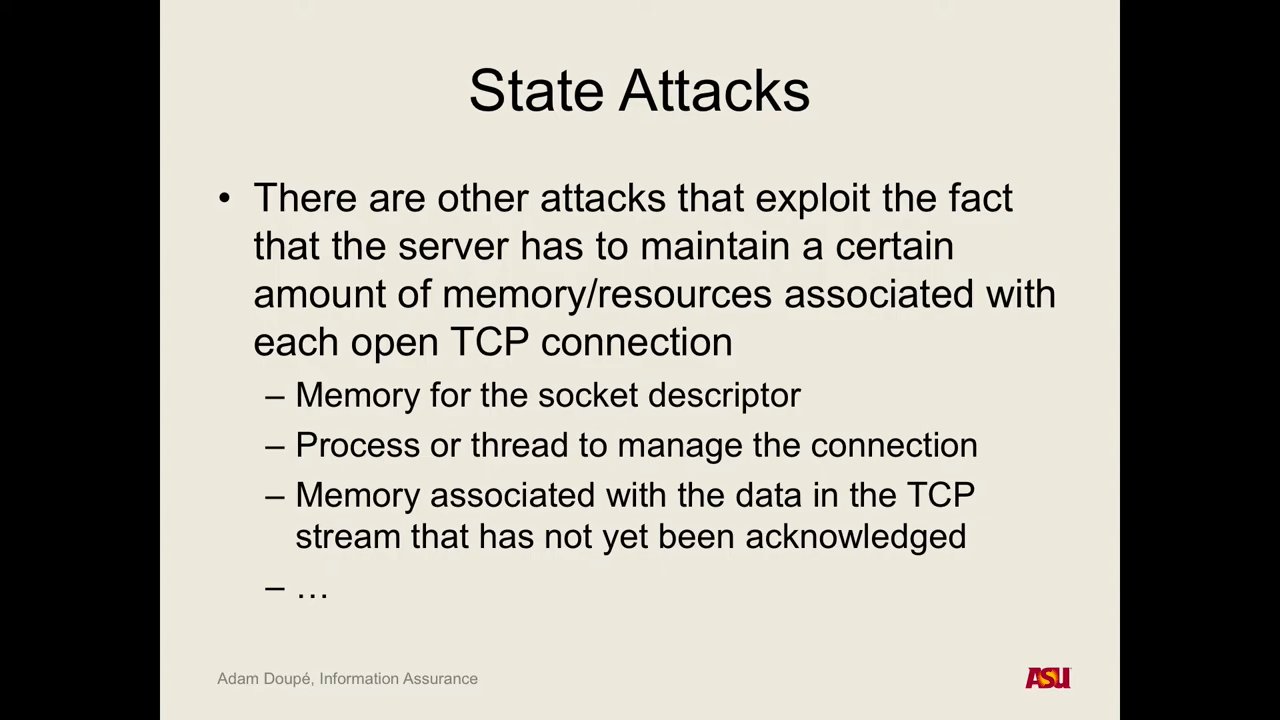 State Attacks
• There are other attacks that exploit the fact
that the server has to maintain a certain
amount of memory/resources associated with
each open TCP connection
– Memory for the socket descriptor
– Process or thread to manage the connection
– Memory associated with the data in the TCP
stream that has not yet been acknowledged
– …
Adam Doupé, Information Assurance
ASU